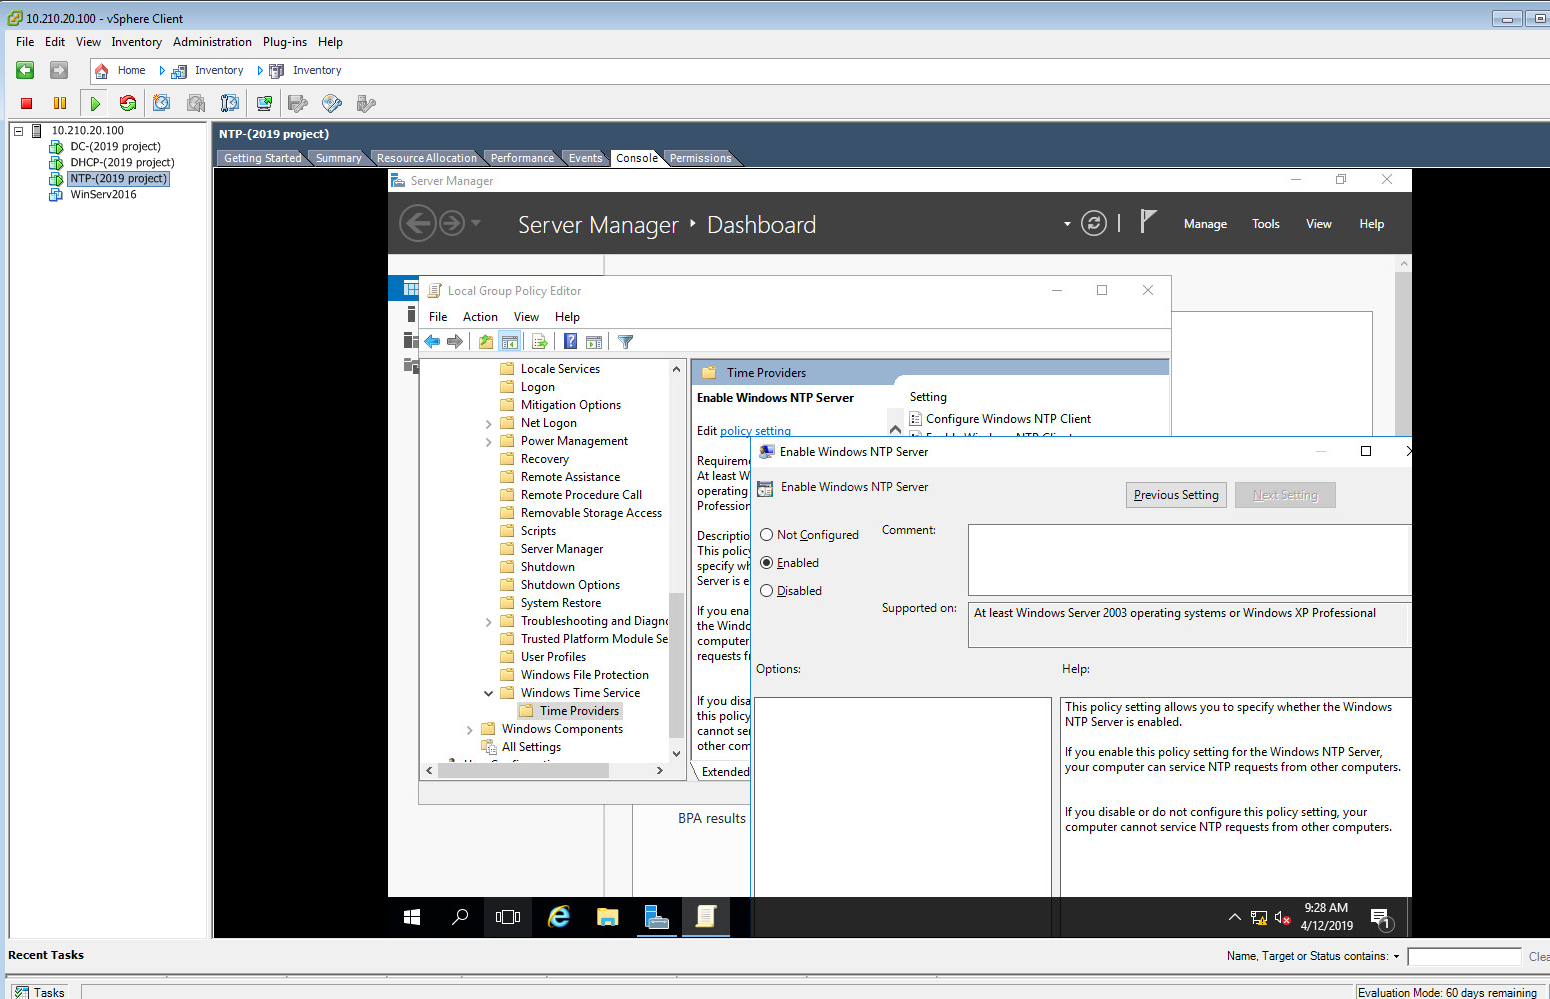 10.210.20.100 - vSphere Client
File Edit View Inventory Administration Plug-ins Help
Home Inventory Inventory
10.210.20.100
DC-(2019 project)
DHCP-(2019 project)
NTP-(2019 project)
WinServ2016
NTP-(2019 project)
Getting Started Summary Resource Allocation Performance Events Console Permissions
Server Manager
Server Manager Dashboard
Manage Tools View Help
Local Group Policy Editor
File Action View Help
Locale Services
Logon
Mitigation Options
Net Logon
Power Management
Recovery
Remote Assistance
Remote Procedure Call
Removable Storage Access
Scripts
Server Manager
Shutdown
Shutdown Options
System Restore
Troubleshooting and Diagn
Trusted Platform Module Se
User Profiles
Windows File Protection
Windows Time Service
Time Providers
Windows Components
All Settings
Time Providers
Enable Windows NTP Server
Edit policy setting
Requireme
At least W
operating
Profession
Descriptio
This policy
specify wh
Server is e
If you ena
the Windo
computer
requests f
If you disa
this policy
cannot ser
other com
Extended
Setting
Configure Windows NTP Client
Enable Windows NTP Client
BPA results
Enable Windows NTP Server
Enable Windows NTP Server
Previous Setting Next Setting
Not Configured
Enabled
Disabled
Comment:
Supported on:
At least Windows Server 2003 operating systems or Windows XP Professional
Options:
Help:
This policy setting allows you to specify whether the Windows
NTP Server is enabled.
If you enable this policy setting for the Windows NTP Server,
your computer can service NTP requests from other computers.
If you disable or do not configure this policy setting, your
computer cannot service NTP requests from other computers.
9:28 AM
4/12/2019
1
Recent Tasks
Name, Target or Status contains:
Clea
Tasks
Evaluation Mode: 60 days remaining